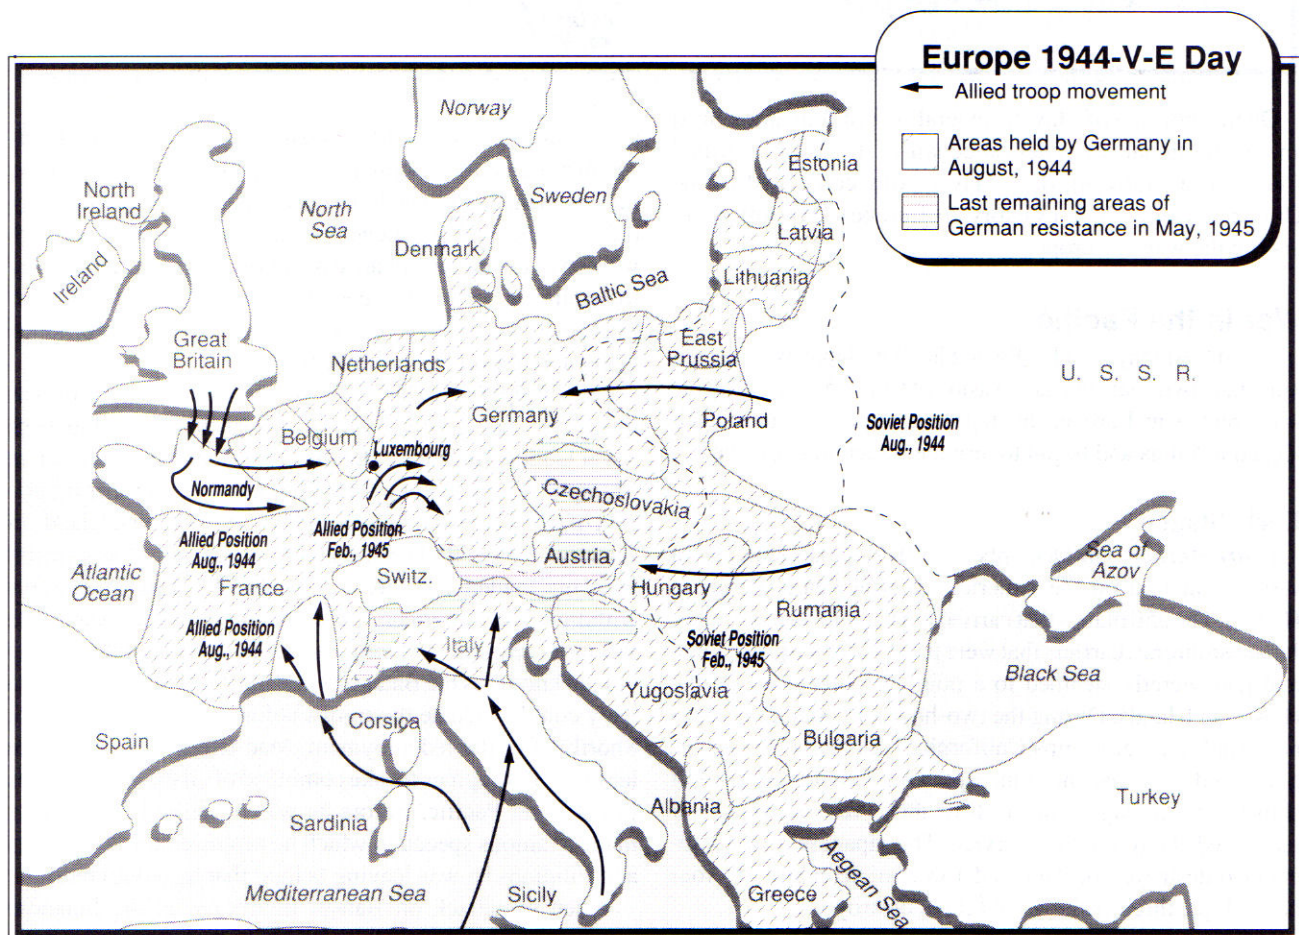 Europe 1944-V-E Day
Allied troop movement
Areas held by Germany in
August, 1944
Last remaining areas of
German resistance in May, 1945
Norway
Sweden
Estonia
Latvia
Lithuania
North
Ireland
Ireland
North
Sea
Denmark
Baltic Sea
Great
Britain
Netherlands
East
Prussia
U. S. S. R.
Germany
Poland
Soviet Position
Aug., 1944
Belgium
Luxembourg
Normandy
Czechoslovakia
Allied Position
Aug., 1944
Allied Position
Feb., 1945
Austria
Sea of
Azov
Atlantic
Ocean
France
Switz.
Hungary
Rumania
Allied Position
Aug., 1944
Italy
Soviet Position
Feb., 1945
Black Sea
Yugoslavia
Corsica
Spain
Bulgaria
Albania
Turkey
Sardinia
Mediterranean Sea
Sicily
Greece
Aegean Sea